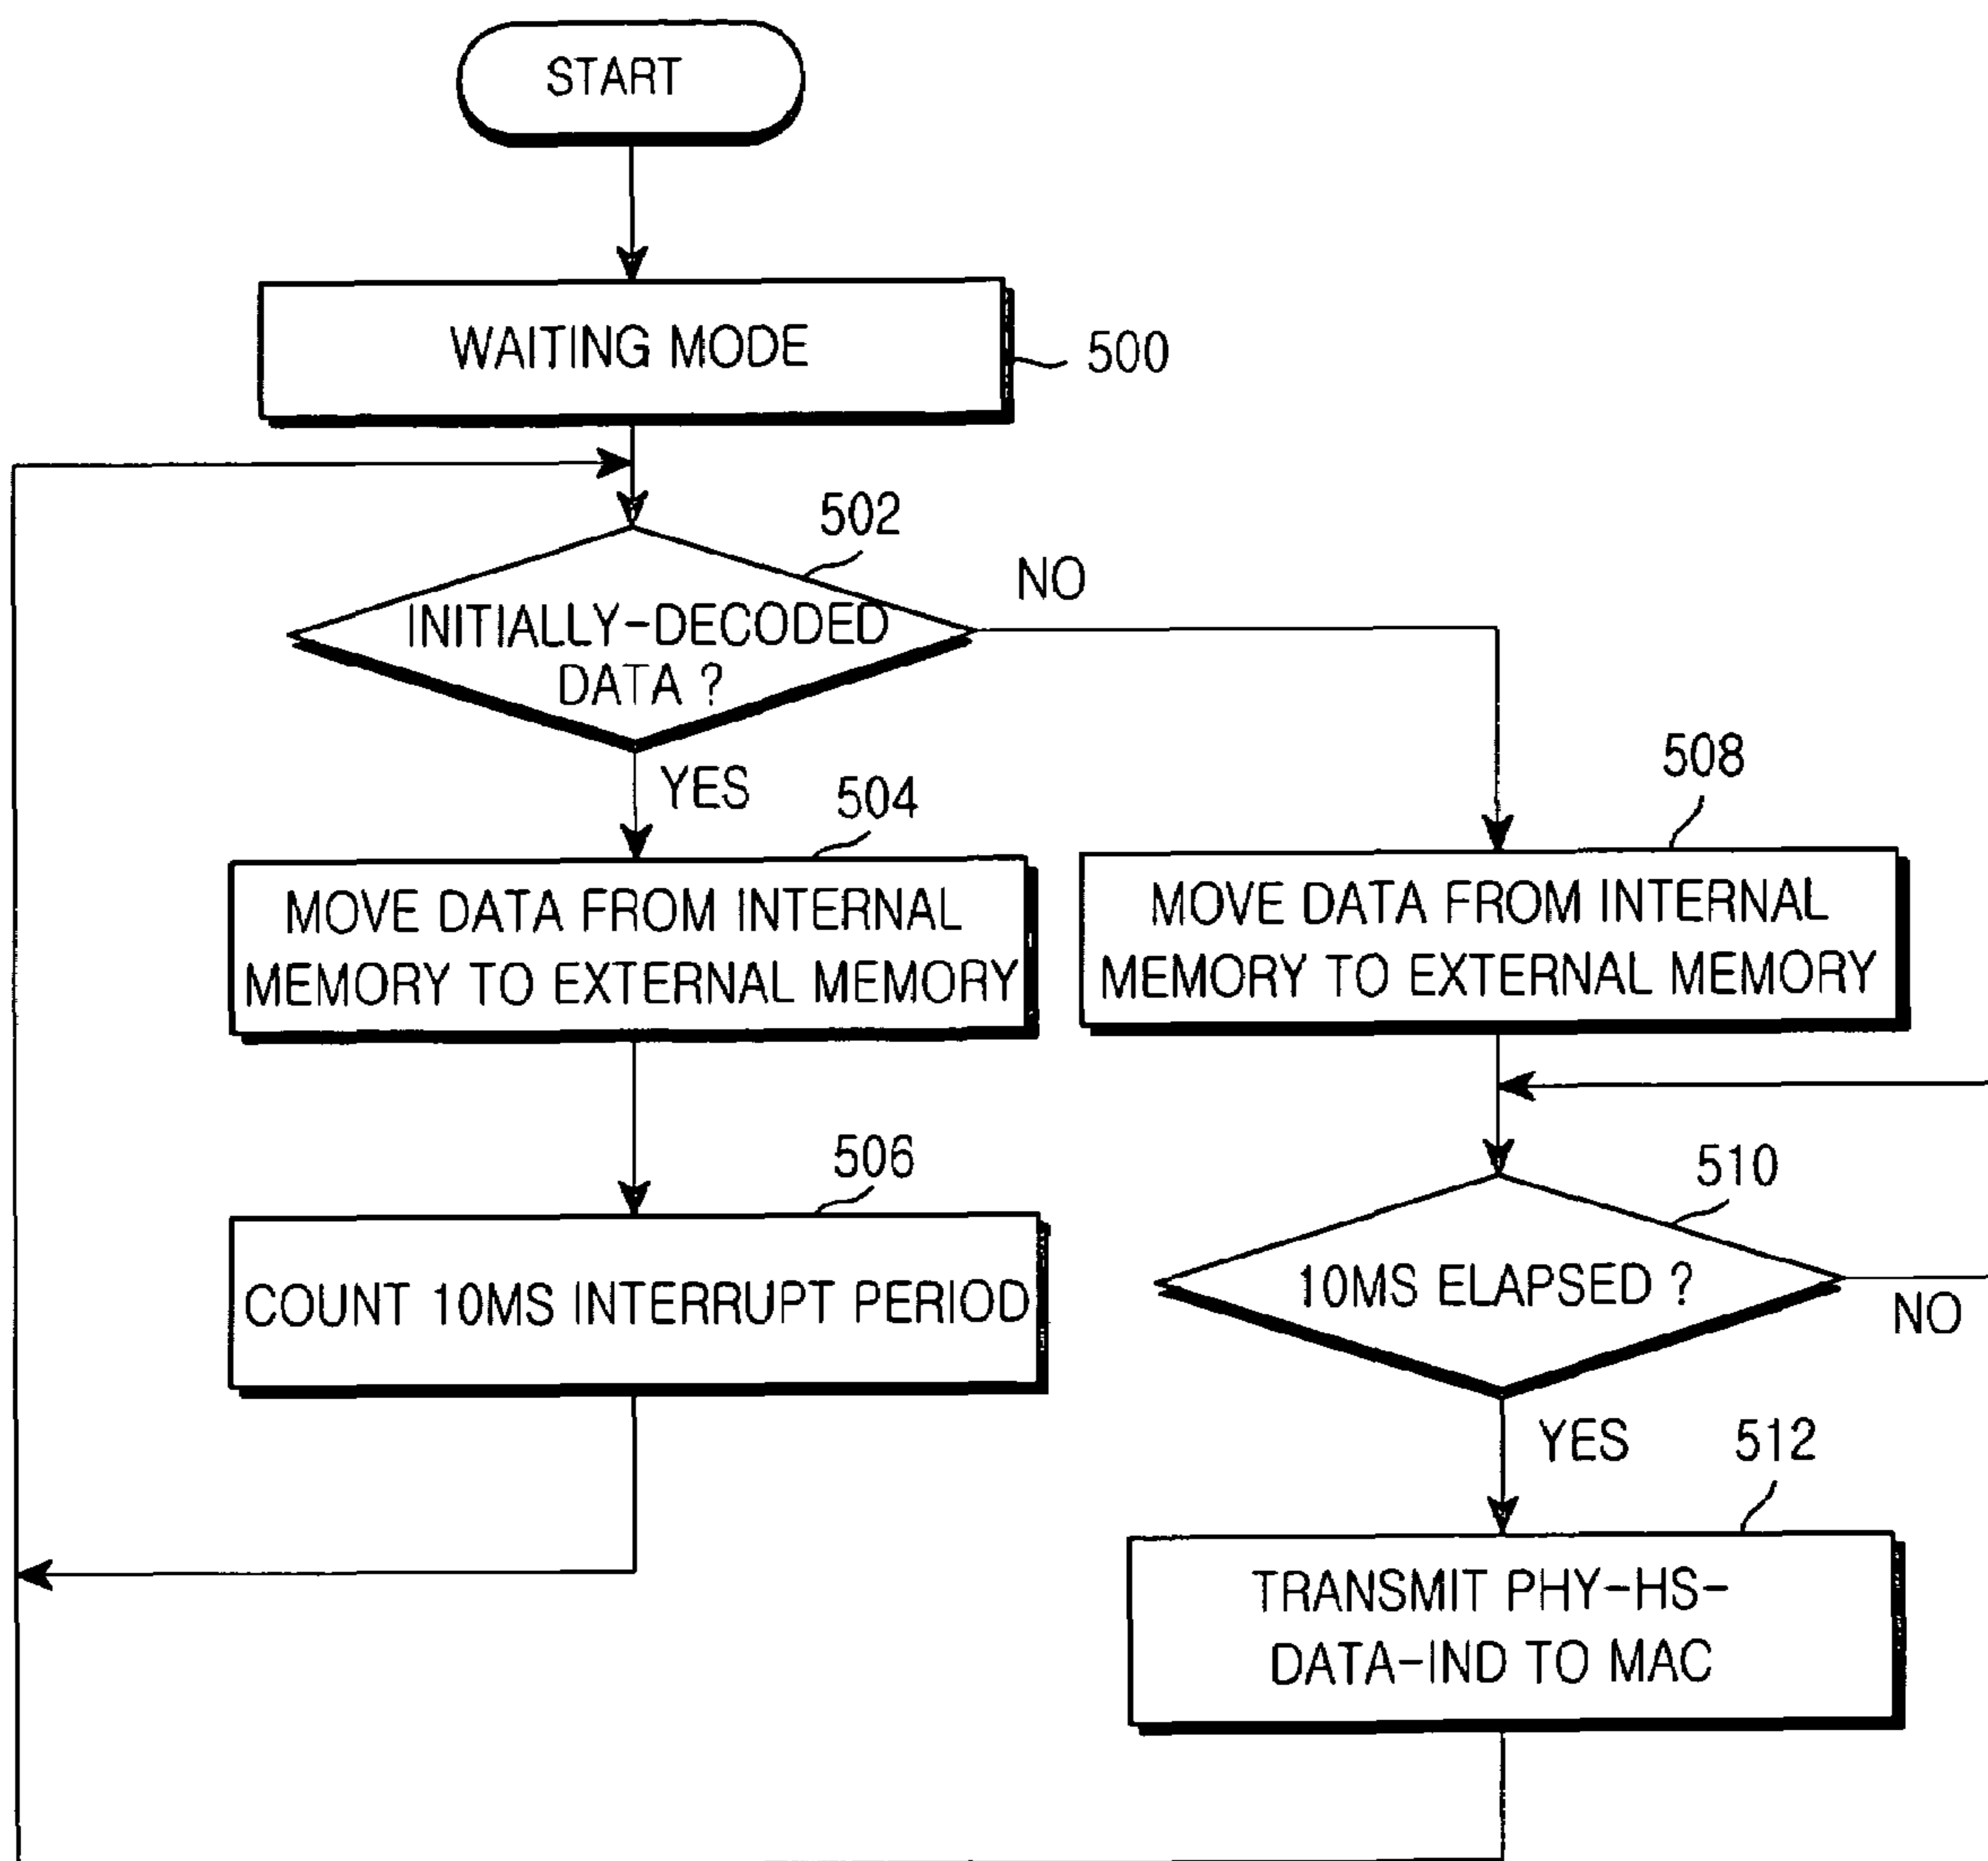 START
WAITING MODE
500
502
INITIALLY-DECODED
DATA ?
NO
YES
504
MOVE DATA FROM INTERNAL
MEMORY TO EXTERNAL MEMORY
506
COUNT 10MS INTERRUPT PERIOD
508
MOVE DATA FROM INTERNAL
MEMORY TO EXTERNAL MEMORY
510
10MS ELAPSED ?
NO
YES
512
TRANSMIT PHY-HS-
DATA-IND TO MAC